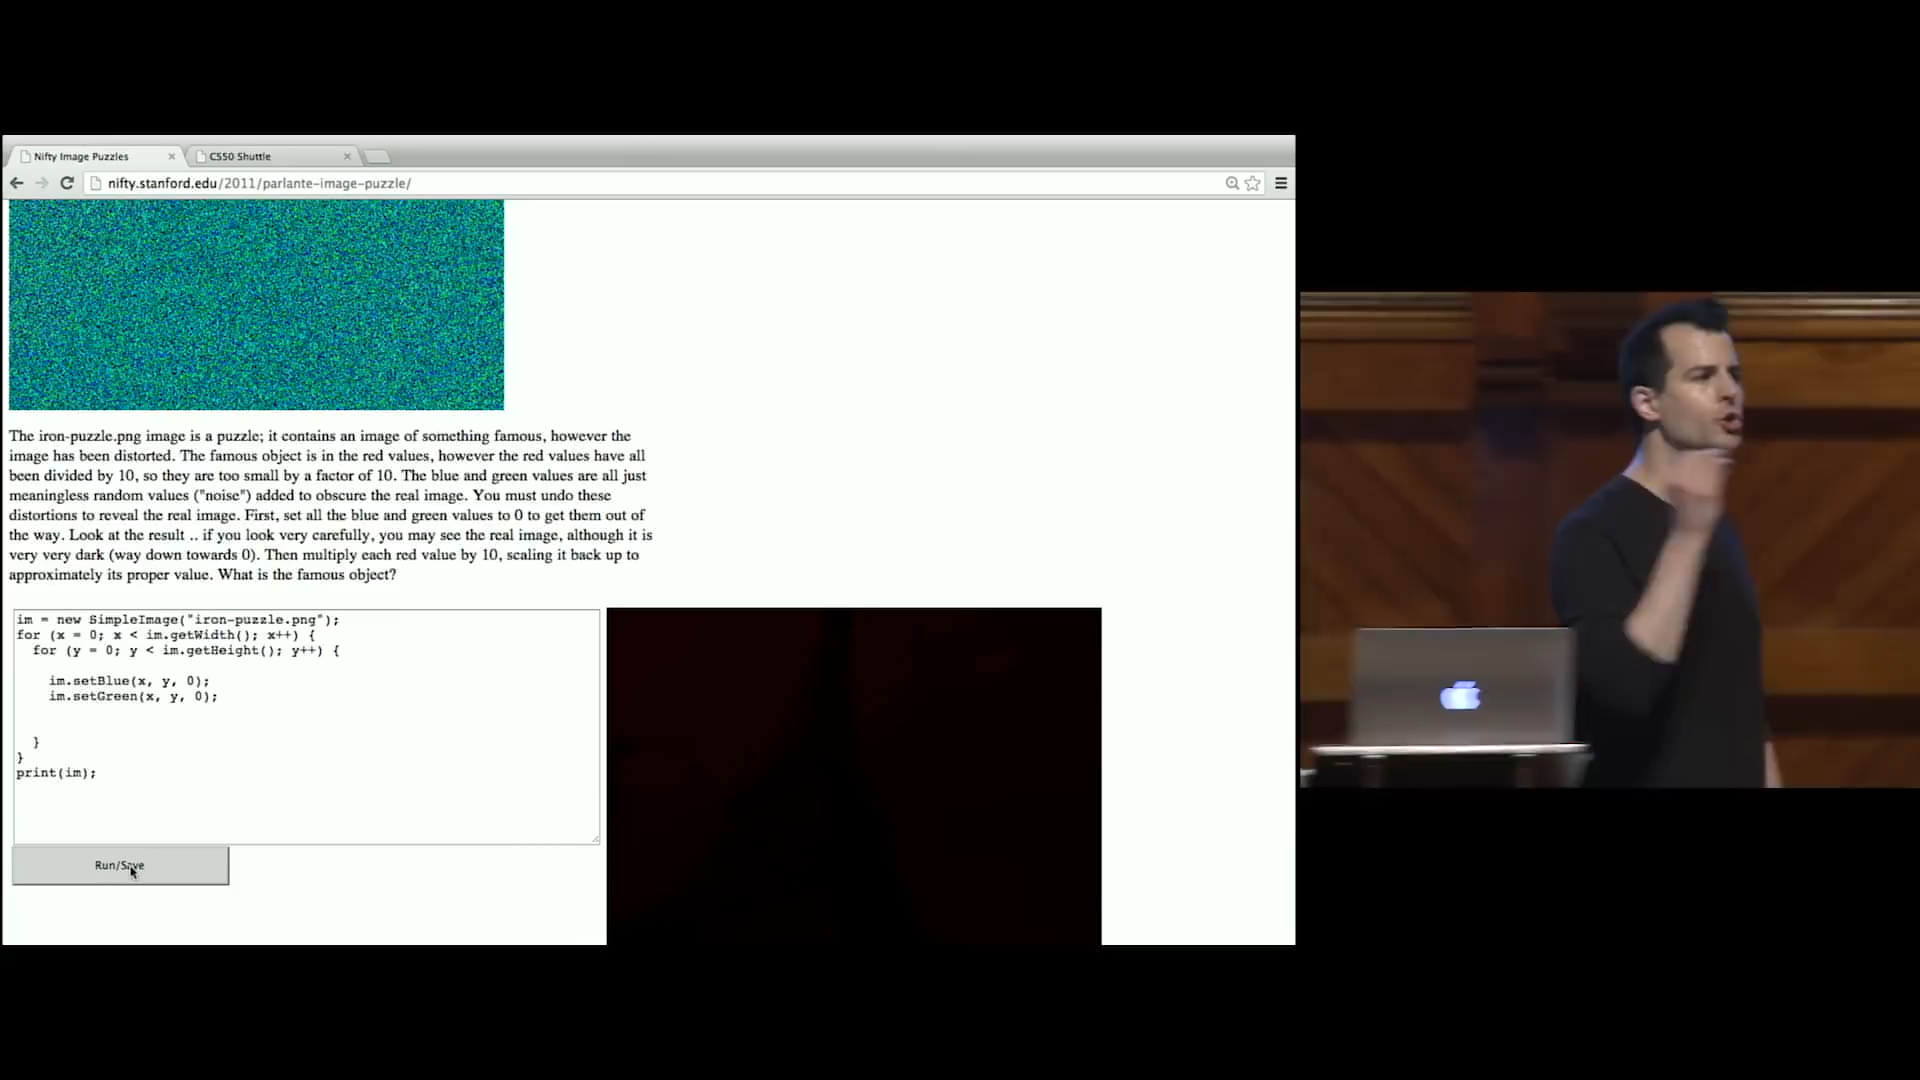 Nifty Image Puzzles
CS50 Shuttle
nifty.stanford.edu/2011/parlante-image-puzzle/
The iron-puzzle.png image is a puzzle; it contains an image of something famous, however the
image has been distorted. The famous object is in the red values, however the red values have all
been divided by 10, so they are too small by a factor of 10. The blue and green values are all just
meaningless random values ("noise") added to obscure the real image. You must undo these
distortions to reveal the real image. First, set all the blue and green values to 0 to get them out of
the way. Look at the result .. if you look very carefully, you may see the real image, although it is
very very dark (way down towards 0). Then multiply each red value by 10, scaling it back up to
approximately its proper value. What is the famous object?
im = new SimpleImage("iron-puzzle.png");
for (x = 0; x < im.getWidth(); x++) {
for (y = 0; y < im.getHeight(); y++) {
im.setBlue(x, y, 0);
im.setGreen(x, y, 0);
}
}
print(im);
Run/Save